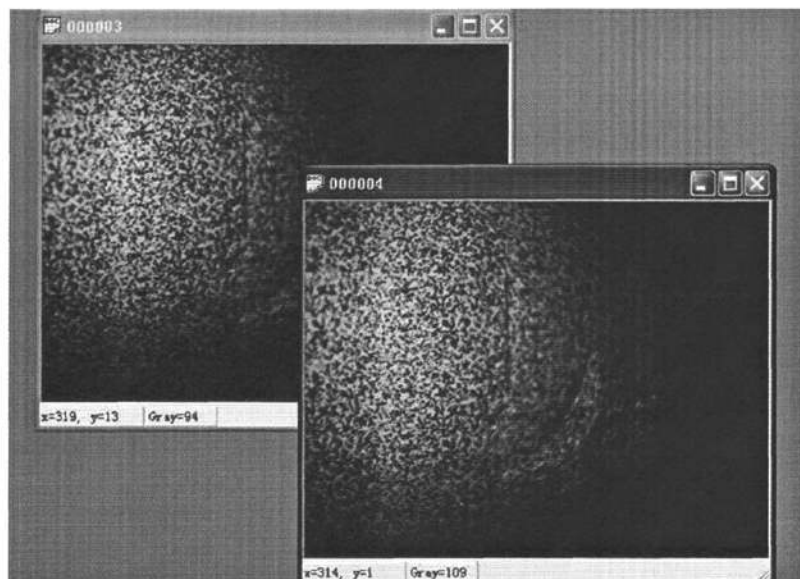 000003
000004
x=319, y=13 Gray=94
x=314, y=1 Gray=109